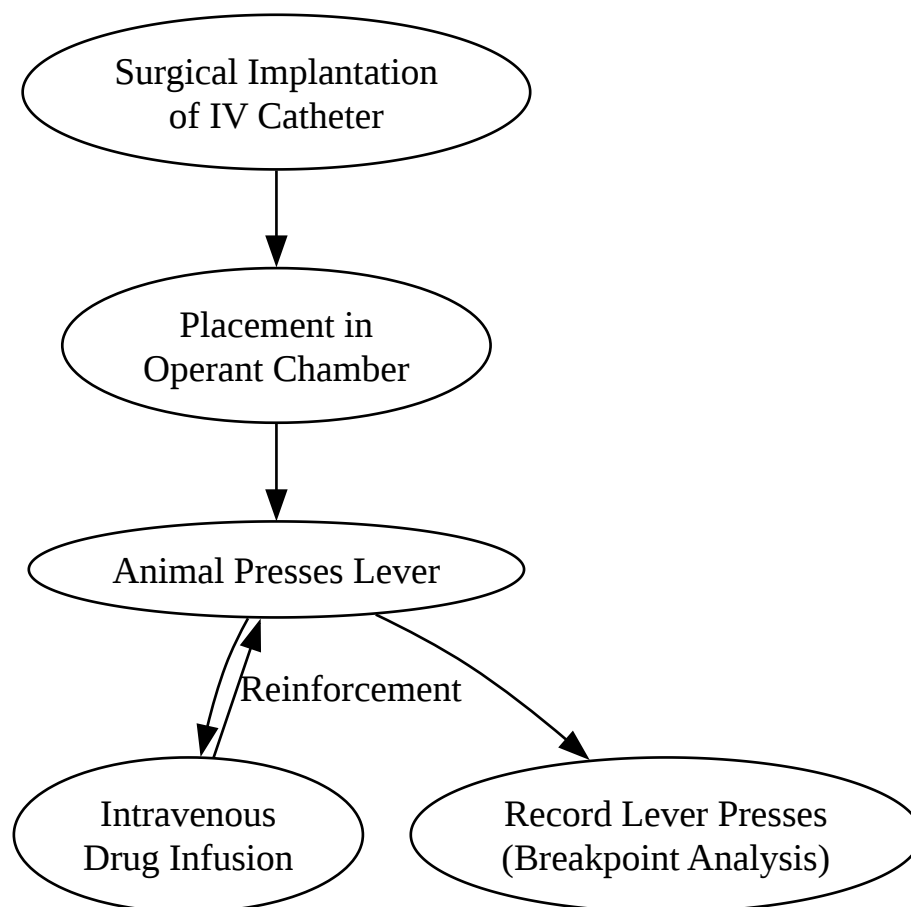 Surgical Implantation
of IV Catheter
Placement in
Operant Chamber
Animal Presses Lever
Reinforcement
Intravenous
Drug Infusion
Record Lever Presses
(Breakpoint Analysis)